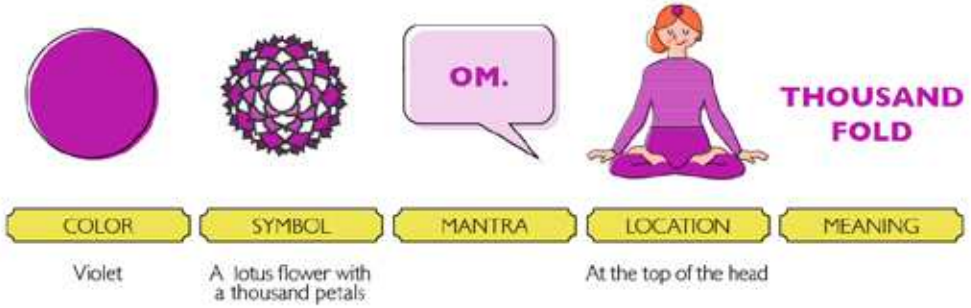 OM.
THOUSAND
FOLD
COLOR
SYMBOL
MANTRA
LOCATION
MEANING
Violet
A lotus flower with
a thousand petals
At the top of the head